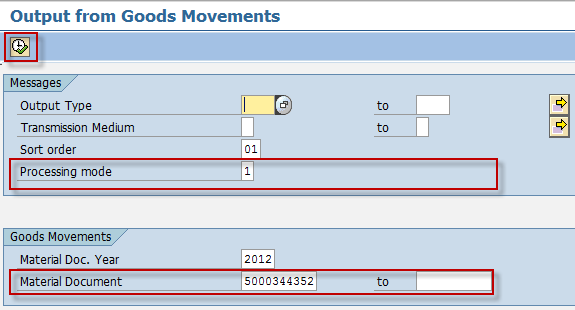 Output from Goods Movements
Messages
Output Type to
Transmission Medium to
Sort order 01
Processing mode 1
Goods Movements
Material Doc. Year 2012
Material Document 5000344352 to